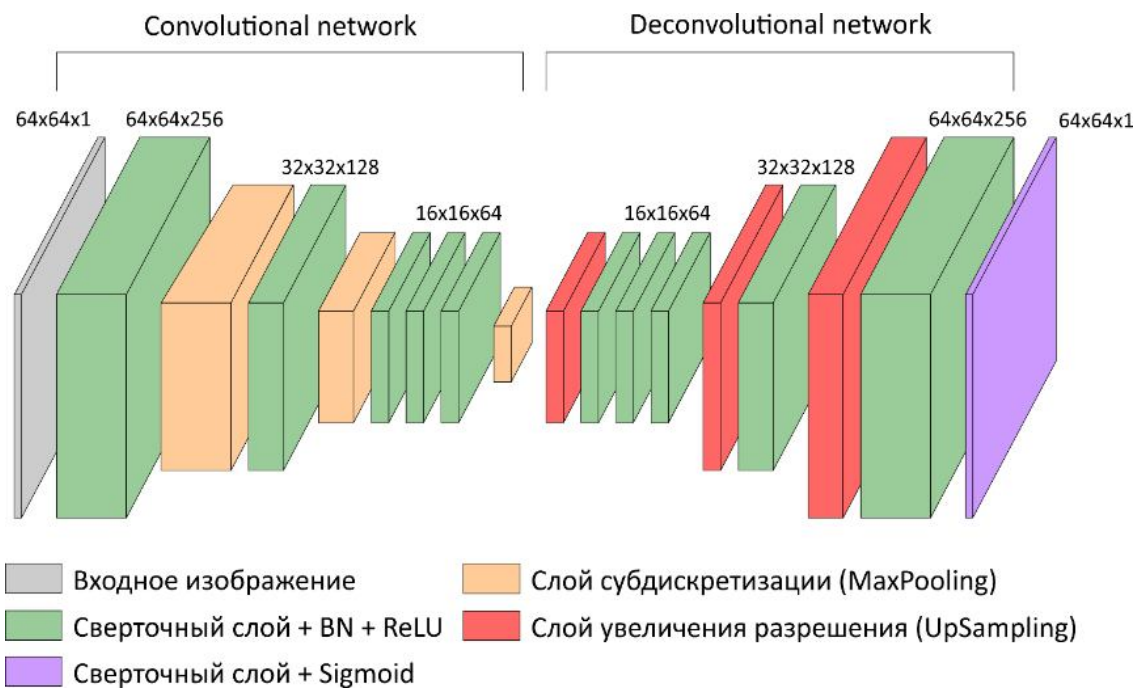 Convolutional network
Deconvolutional network
64x64x1
64x64x256
32x32x128
16x16x64
16x16x64
32x32x128
64x64x256
64x64x1
Входное изображение
Сверточный слой + BN + ReLU
Сверточный слой + Sigmoid
Слой субдискретизации (MaxPooling)
Слой увеличения разрешения (UpSampling)